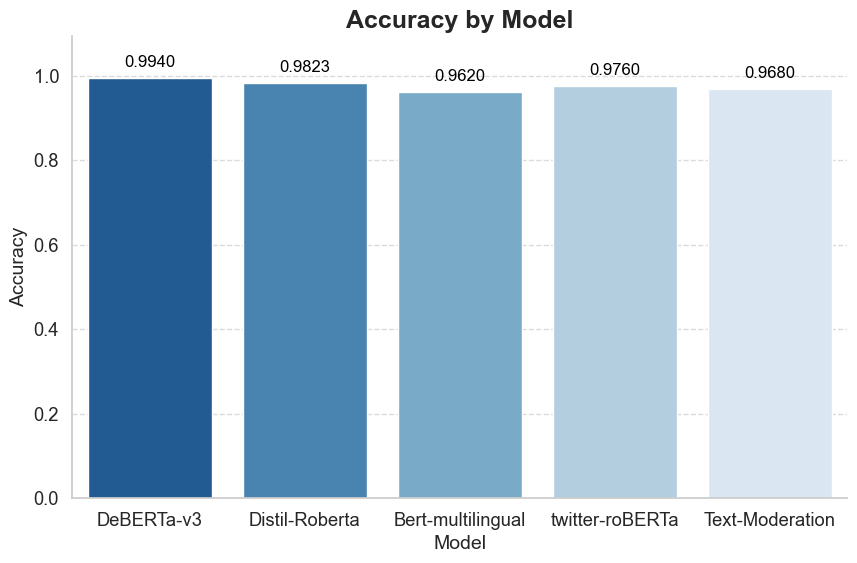 Accuracy by Model
0.9940
0.9823
0.9620
0.9760
0.9680
1.0
0.8
0.6
0.4
0.2
0.0
Accuracy
DeBERTa-v3
Distil-Roberta
Bert-multilingual
twitter-roBERTa
Text-Moderation
Model